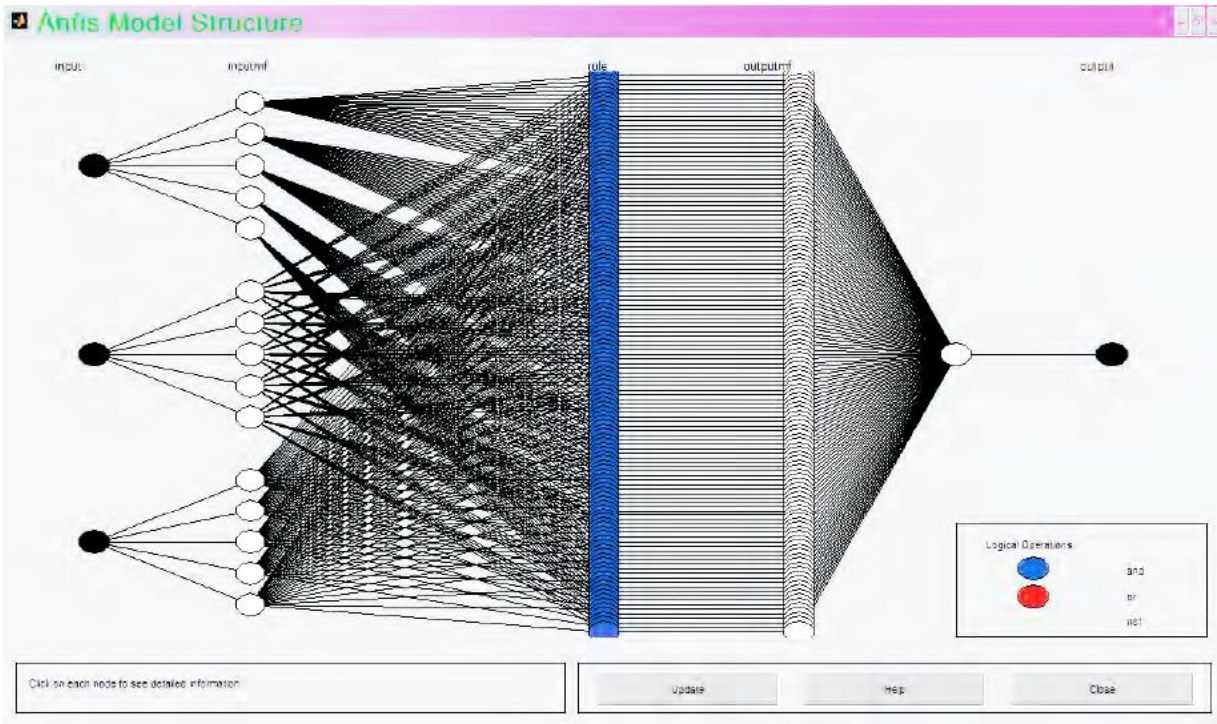 Anfis Model Structure
input inputmf rule outputmf output
Logical Operations
and
or
not
Click on each node to see detailed information
Update Help Close